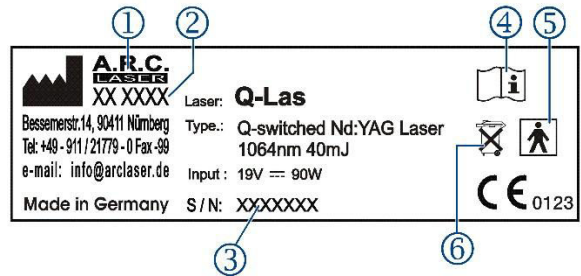 ① ② ④ ⑤
A.R.C.
LASER
XX XXXX
Bessemerstr.14, 90411 Nürnberg
Tel: +49 - 911 / 21779 - 0 Fax -99
e-mail: info@arclaser.de
Made in Germany
Laser: Q-Las
Type.: Q-switched Nd:YAG Laser
1064nm 40mJ
Input : 19V ⎓ 90W
S / N: XXXXXXX
i
CE 0123
③ ⑥